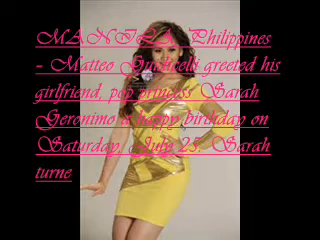 MANILA, Philippines
– Matteo Guidicelli greeted his
girlfriend, pop princess Sarah
Geronimo a happy birthday on
Saturday, July 25. Sarah
turne